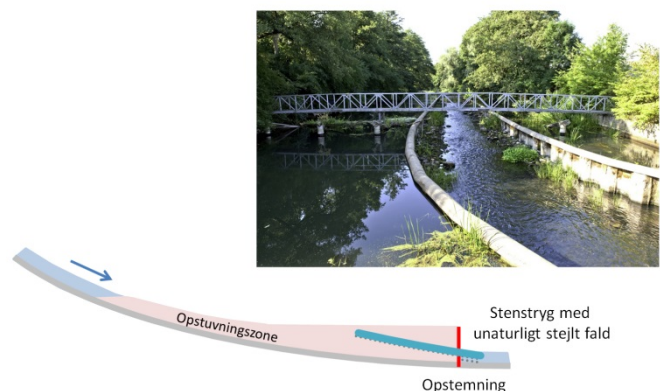 Opstuvningszone
Stenstryg med
unaturligt stejlt fald
Opstemning